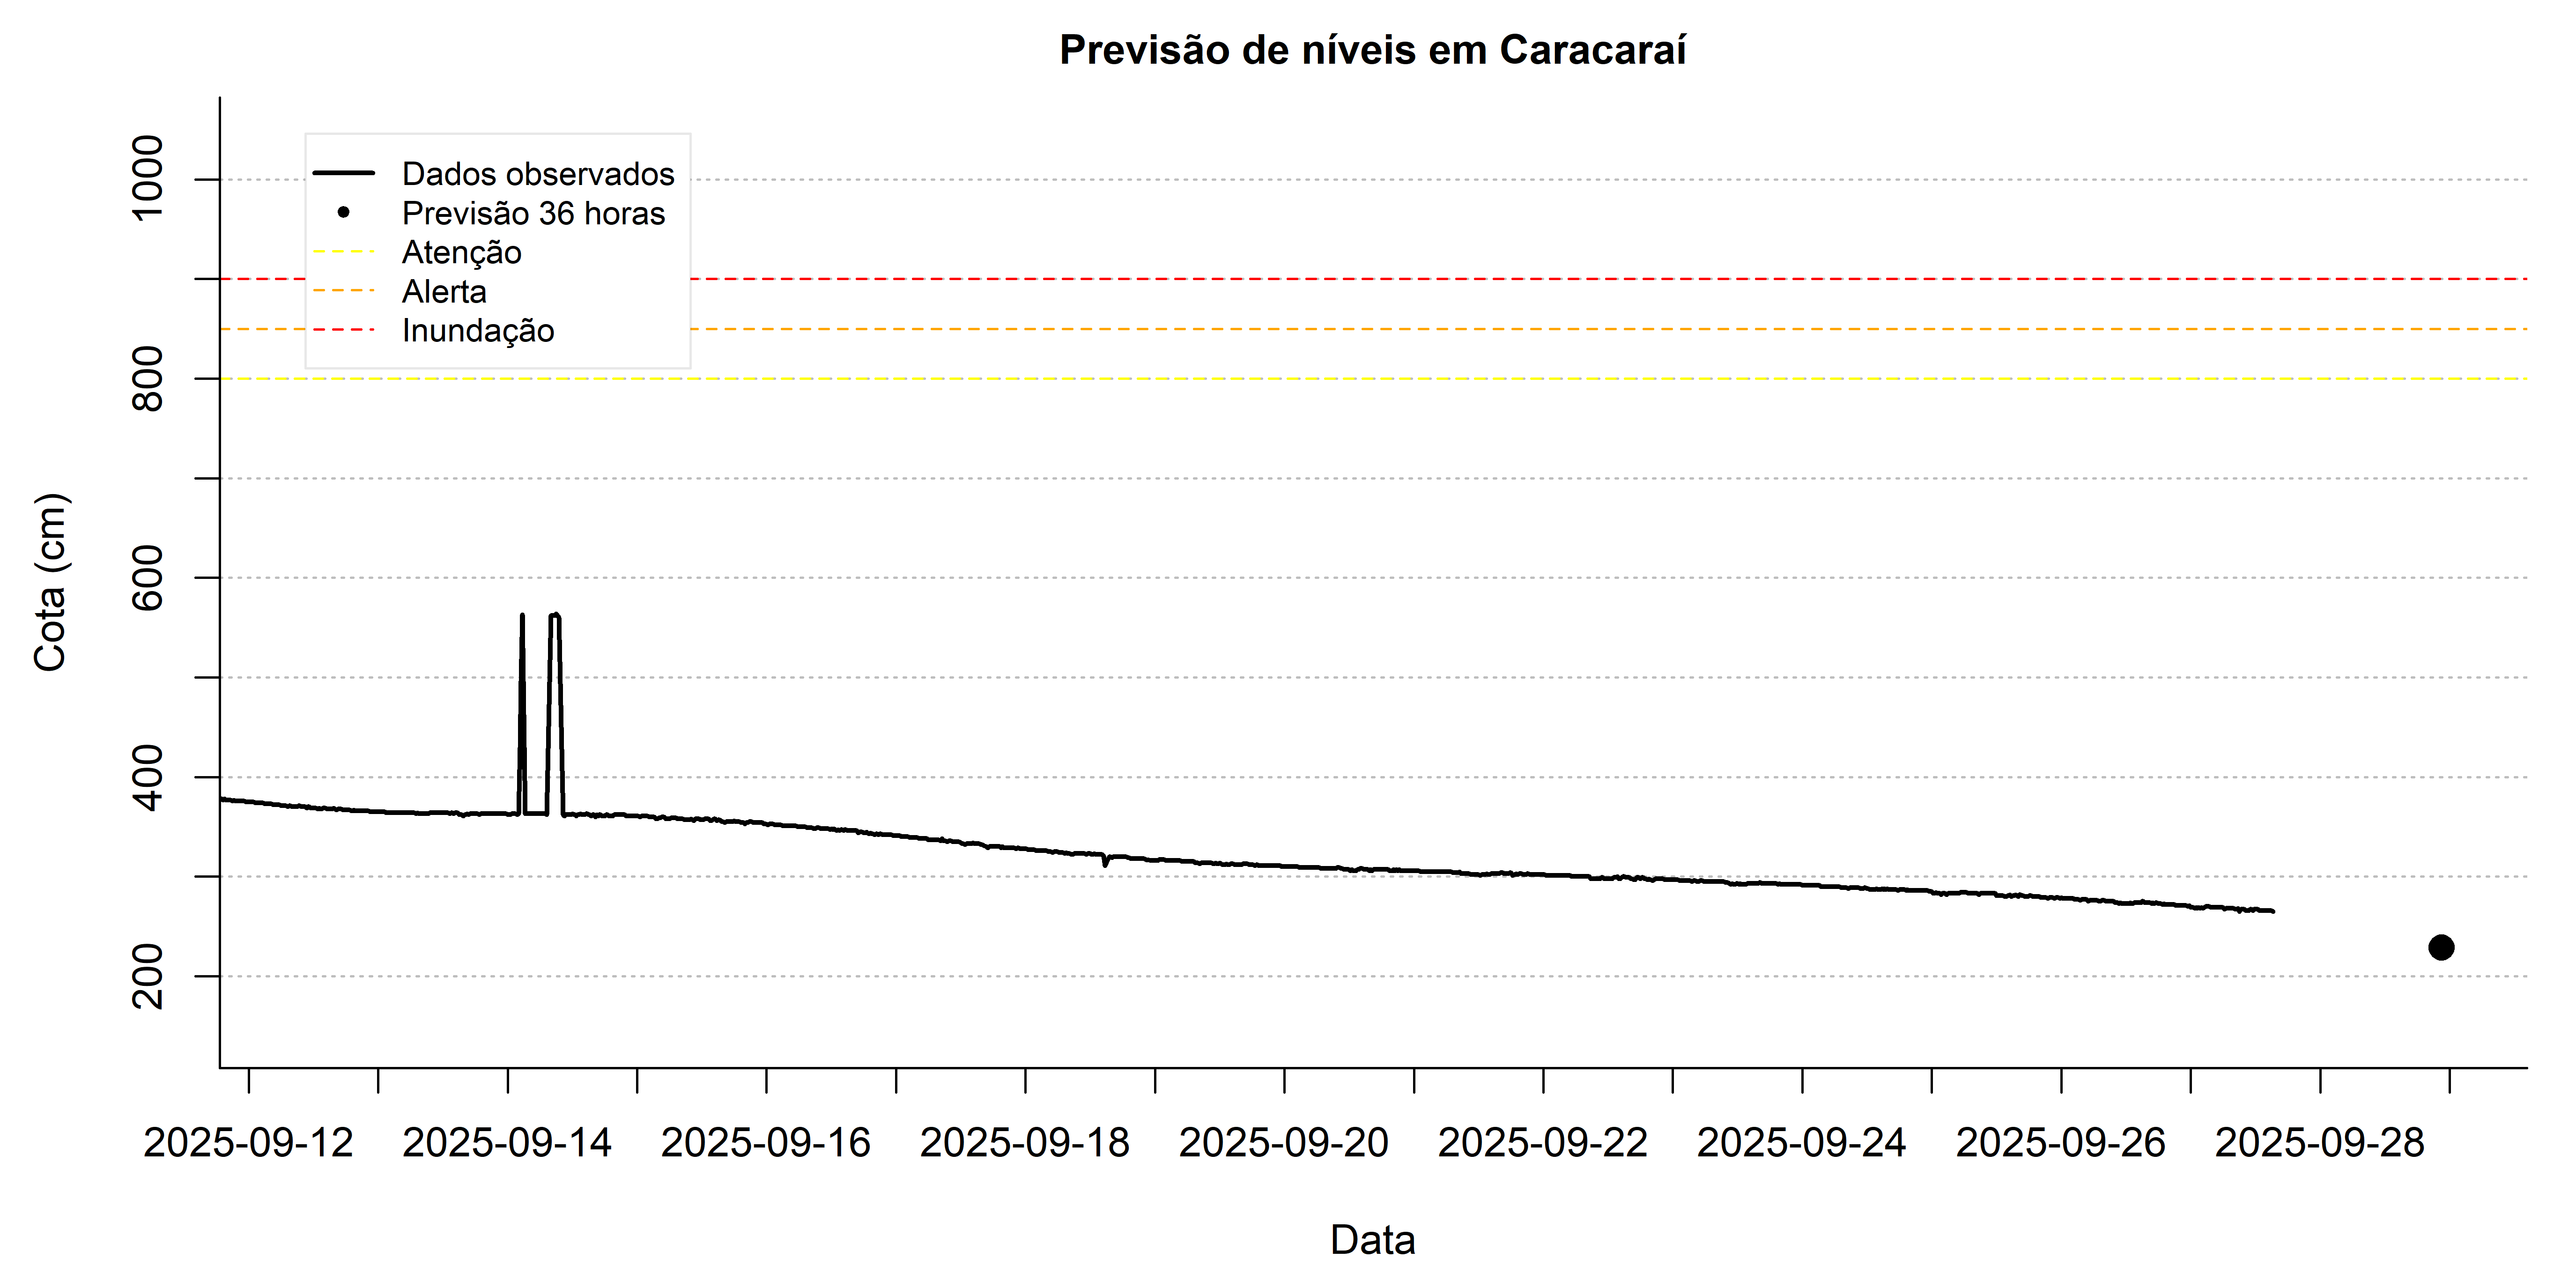 Previsão de níveis em Caracaraí
Dados observados
Previsão 36 horas
Atenção
Alerta
Inundação
Cota (cm)
1000
800
600
400
200
2025-09-12
2025-09-14
2025-09-16
2025-09-18
2025-09-20
2025-09-22
2025-09-24
2025-09-26
2025-09-28
Data